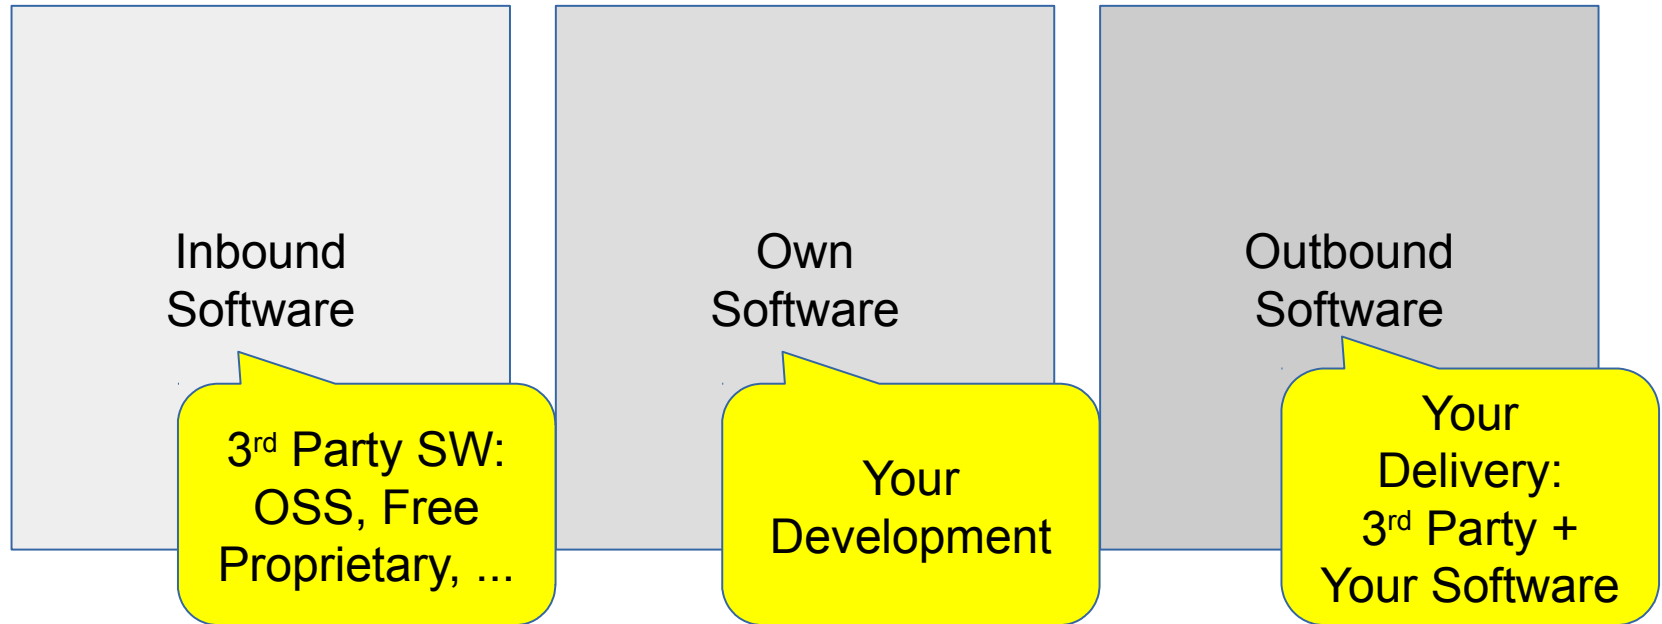 Inbound
Software
3rd Party SW:
OSS, Free
Proprietary, ...
Own
Software
Your
Development
Outbound
Software
Your
Delivery:
3rd Party +
Your Software